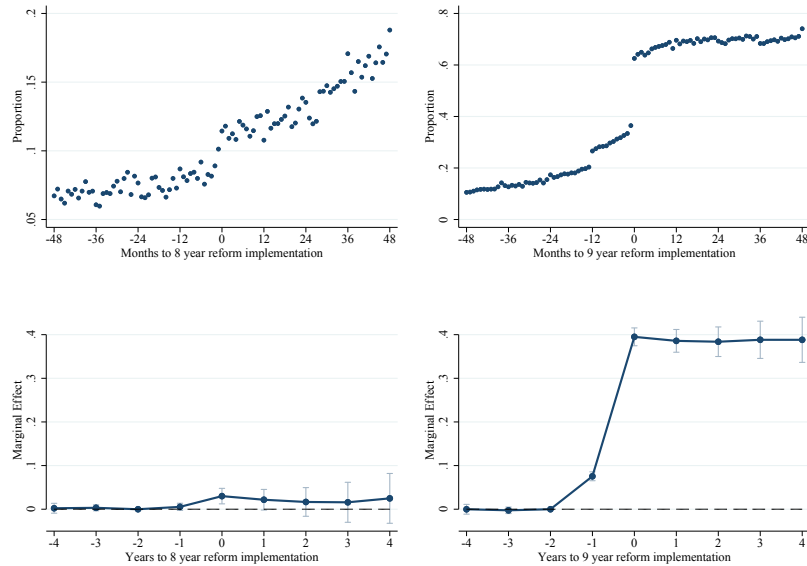 .2
.15
.1
.05
Proportion
-48 -36 -24 -12 0 12 24 36 48
Months to 8 year reform implementation
.8
.6
.4
.2
0
Proportion
-48 -36 -24 -12 0 12 24 36 48
Months to 9 year reform implementation
.4
.3
.2
.1
0
Marginal Effect
-4 -3 -2 -1 0 1 2 3 4
Years to 8 year reform implementation
.4
.3
.2
.1
0
Marginal Effect
-4 -3 -2 -1 0 1 2 3 4
Years to 9 year reform implementation